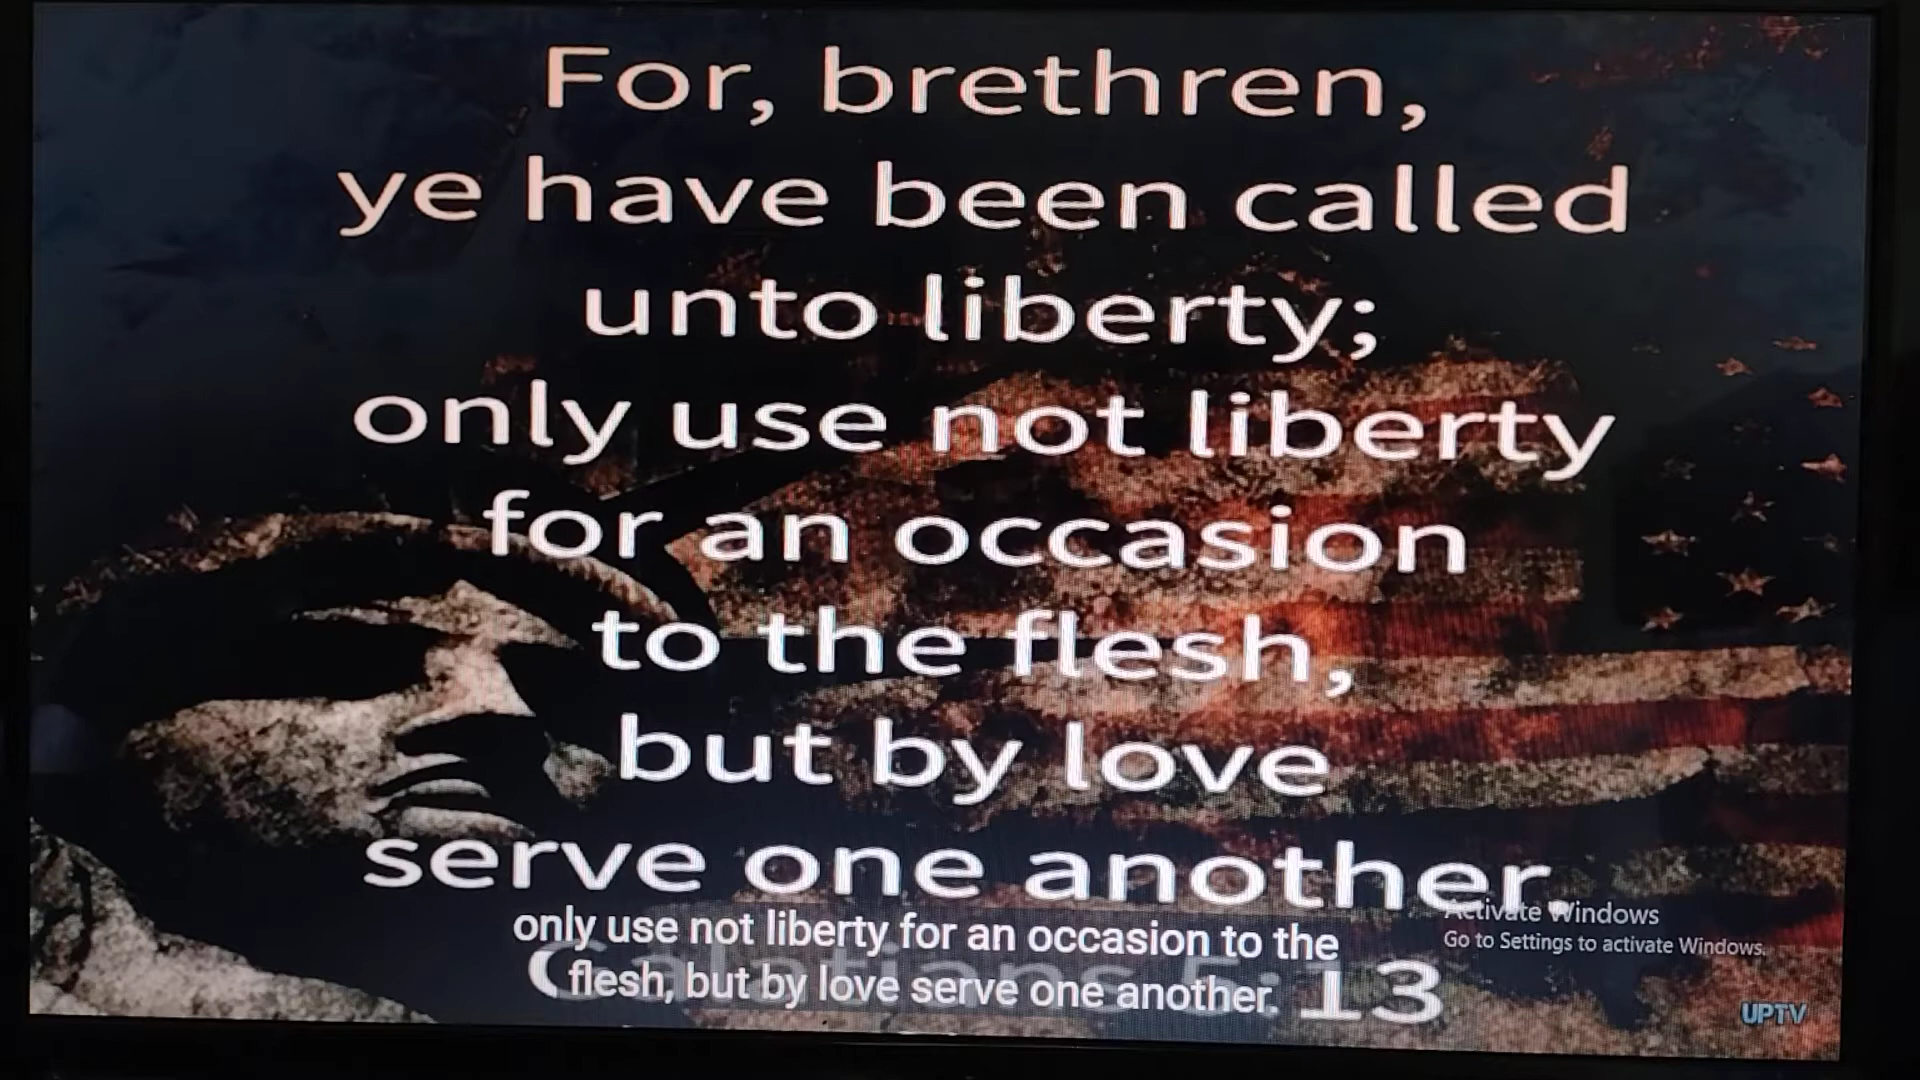 For, brethren,
ye have been called
unto liberty;
only use not liberty
for an occasion
to the flesh,
but by love
serve one another.
Galatians 5:13
only use not liberty for an occasion to the
flesh, but by love serve one another.
Activate Windows
Go to Settings to activate Windows.
UPTV